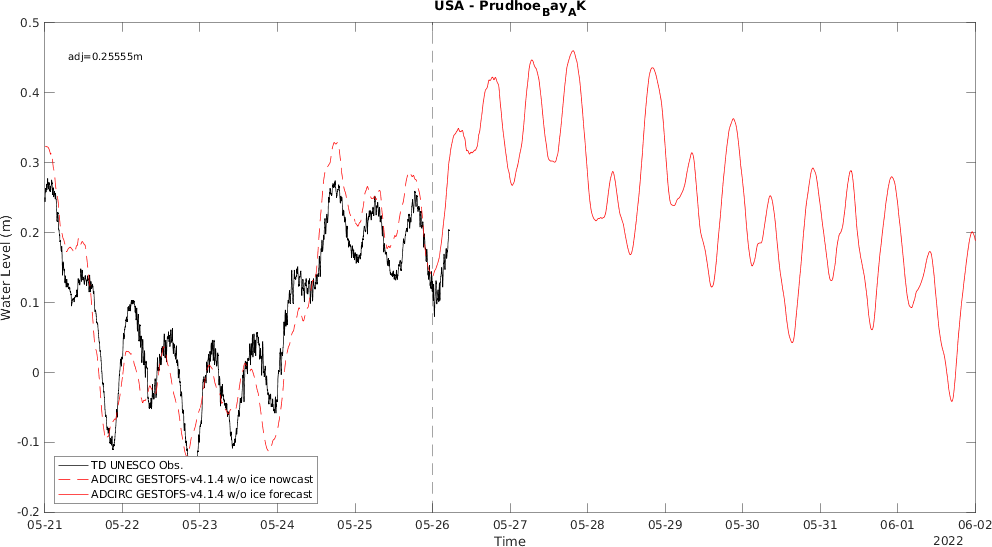 USA - PrudhoeBayAK
0.5
adj=0.25555m
0.4
0.3
0.2
0.1
0
-0.1
-0.2
Water Level (m)
TD UNESCO Obs.
ADCIRC GESTOFS-v4.1.4 w/o ice nowcast
ADCIRC GESTOFS-v4.1.4 w/o ice forecast
05-21 05-22 05-23 05-24 05-25 05-26 05-27 05-28 05-29 05-30 05-31 06-01 06-02
Time
2022